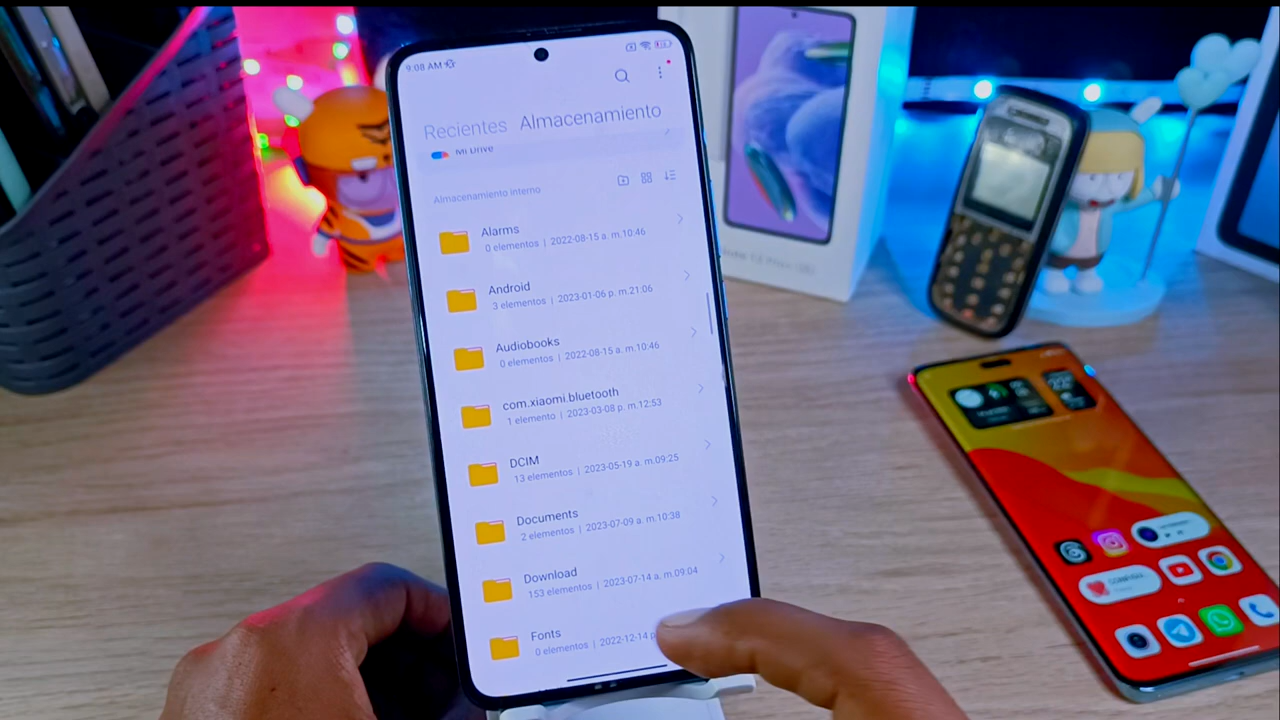 9:08 AM
Recientes Almacenamiento
Mi Drive
Almacenamiento interno
Alarms
0 elementos | 2022-08-15 a. m.10:46
Android
3 elementos | 2023-01-06 p. m.21:06
Audiobooks
0 elementos | 2022-08-15 a. m.10:46
com.xiaomi.bluetooth
1 elemento | 2023-03-08 p. m.12:53
DCIM
13 elementos | 2023-05-19 a. m.09:25
Documents
2 elementos | 2023-07-09 a. m.10:38
Download
153 elementos | 2023-07-14 a. m.09:04
Fonts
0 elementos | 2022-12-14 p